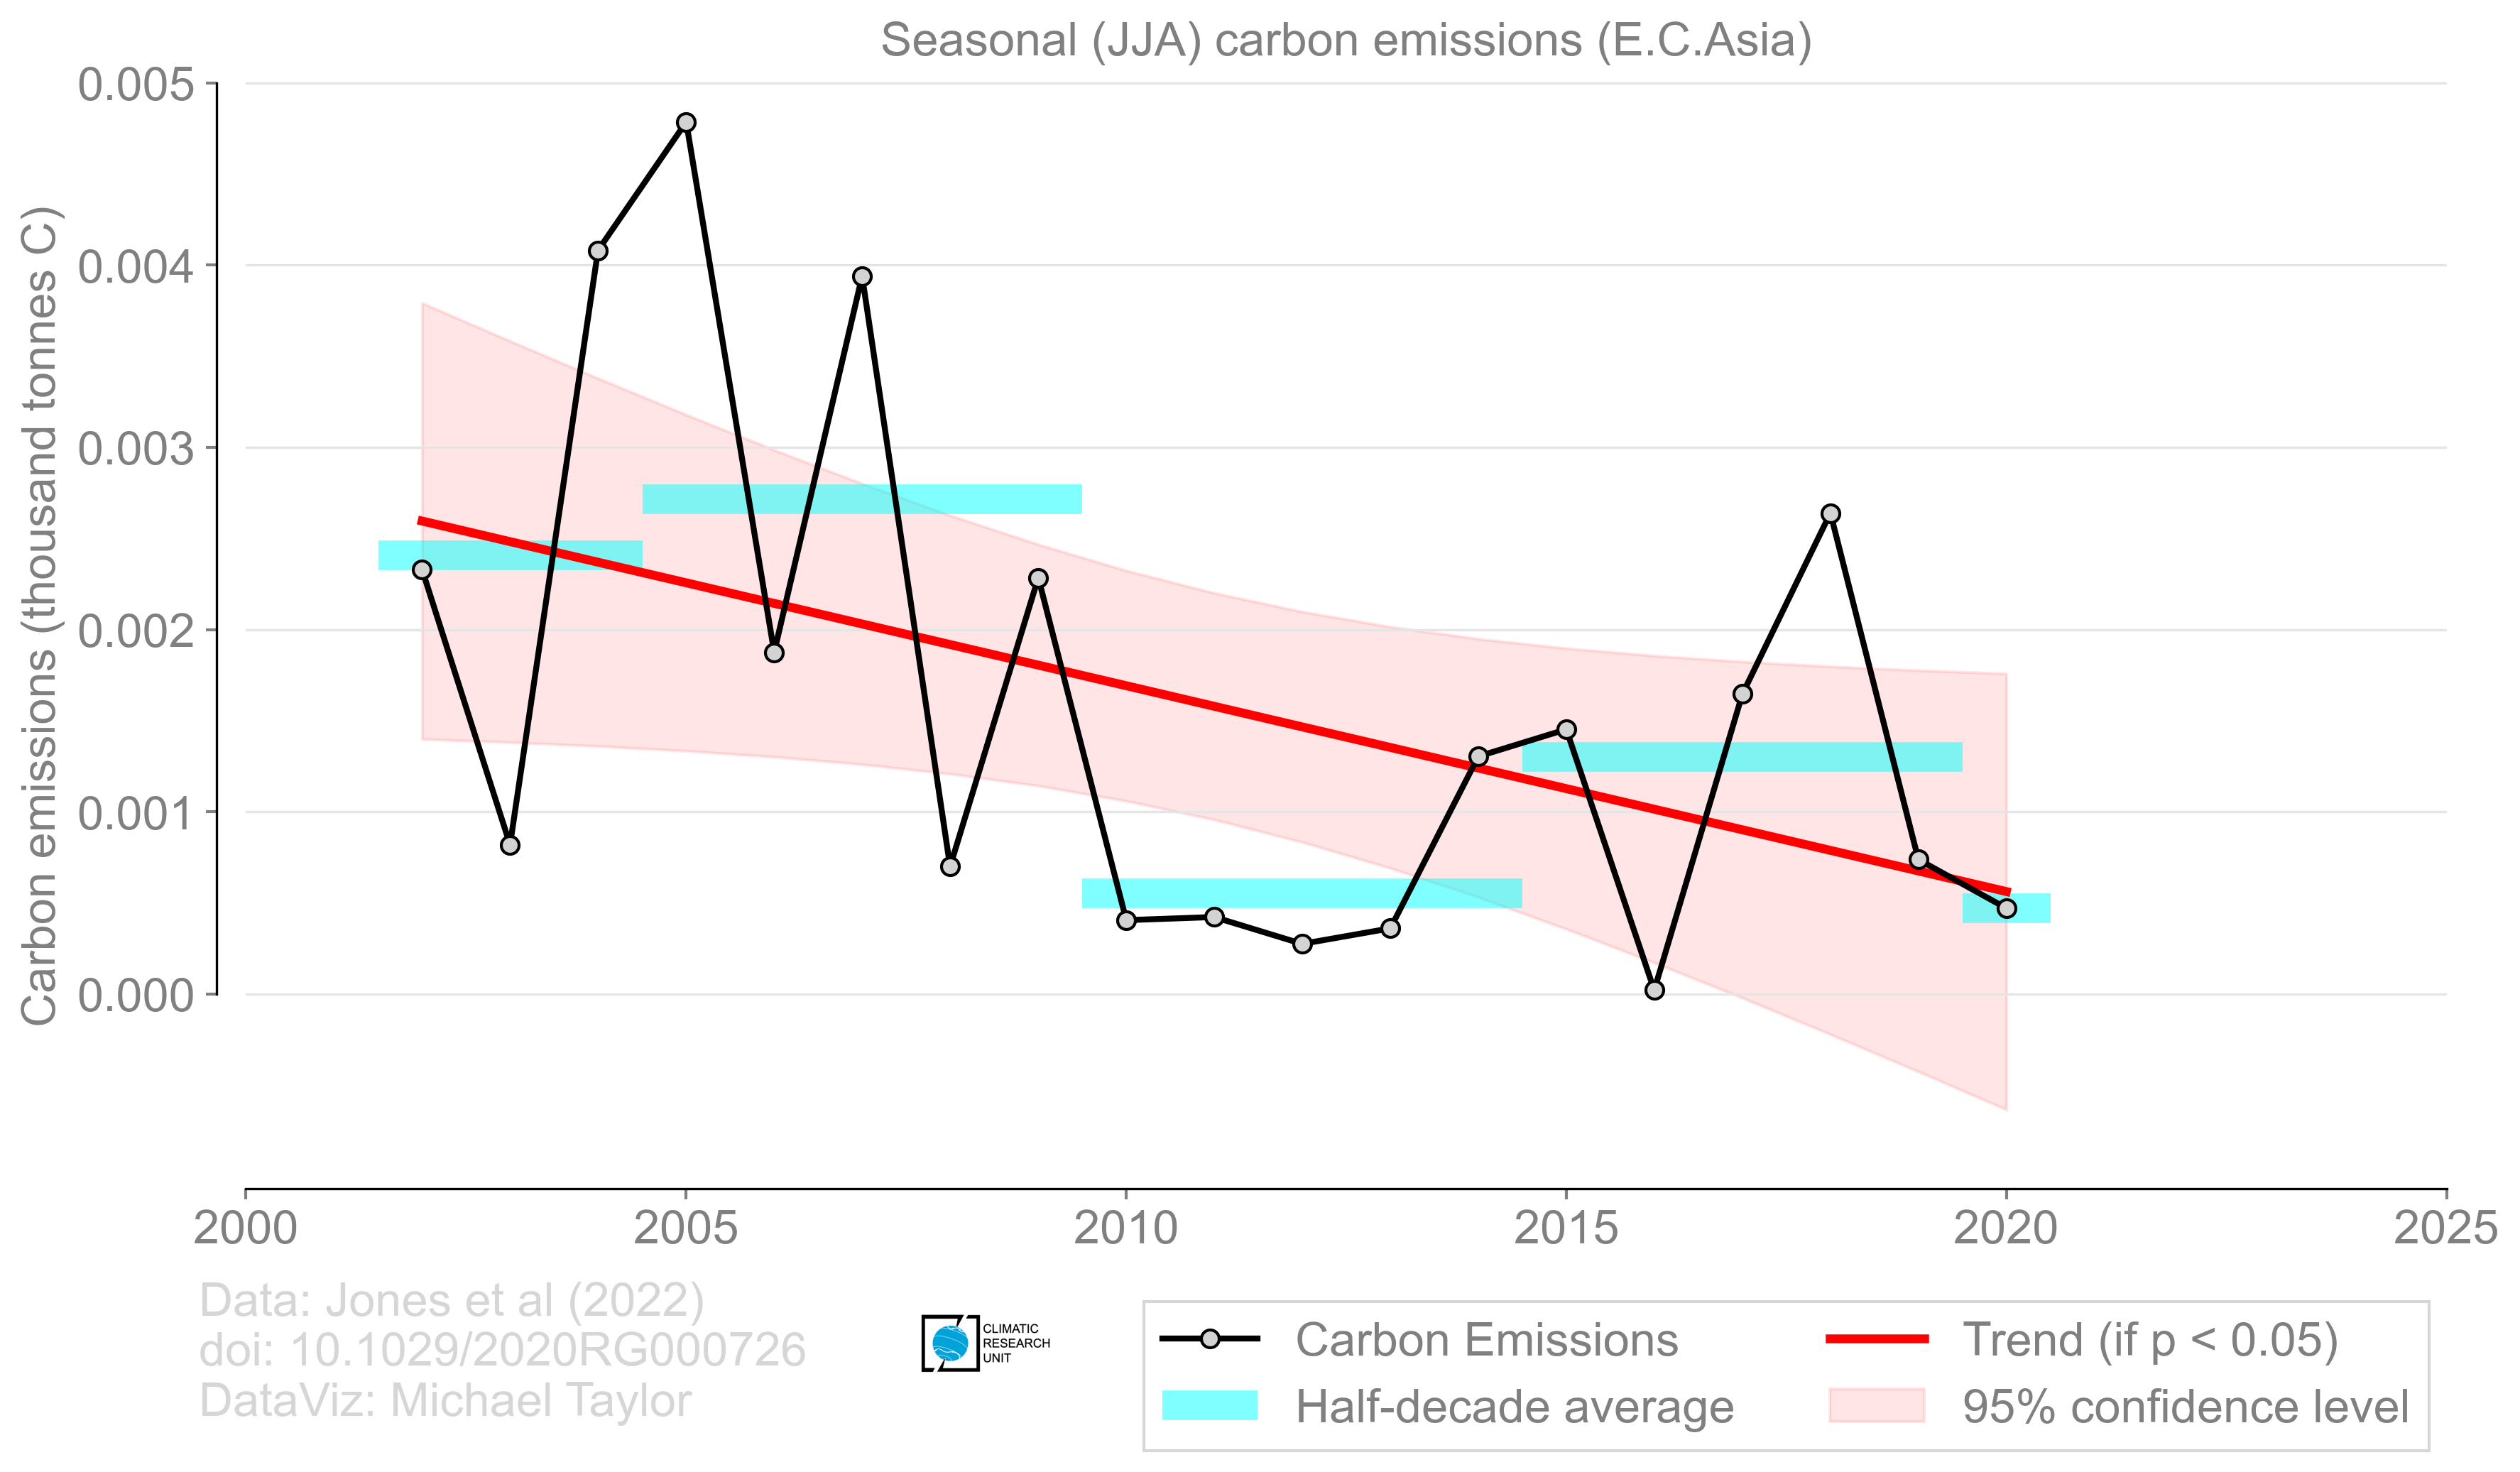 Seasonal (JJA) carbon emissions (E.C.Asia)
Carbon emissions (thousand tonnes C)
0.005
0.004
0.003
0.002
0.001
0.000
2000 2005 2010 2015 2020 2025
Data: Jones et al (2022)
doi: 10.1029/2020RG000726
DataViz: Michael Taylor
CLIMATIC
RESEARCH
UNIT
Carbon Emissions
Half-decade average
Trend (if p < 0.05)
95% confidence level